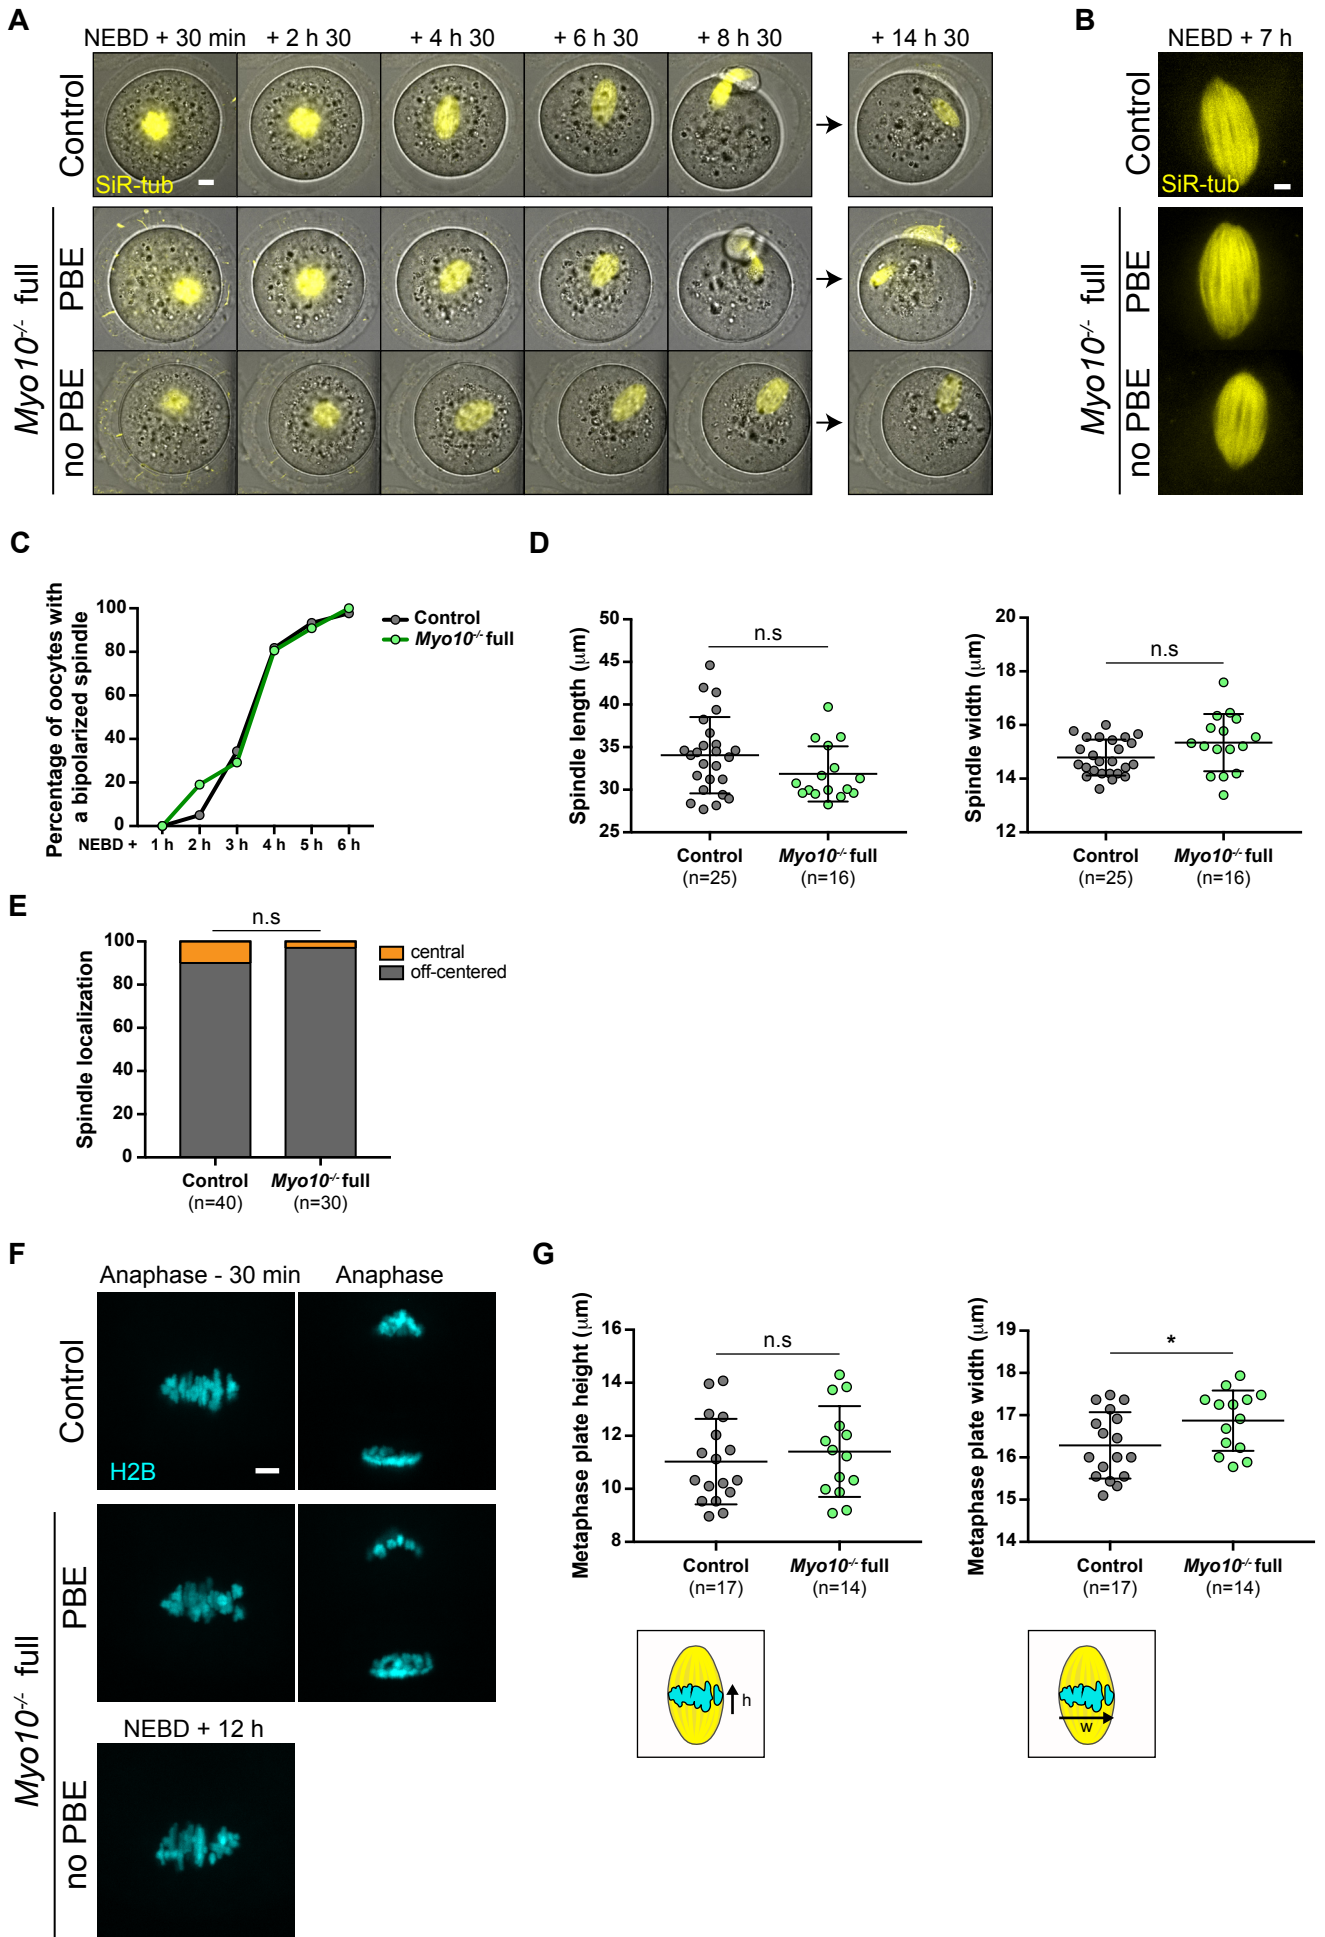 A
NEBD + 30 min + 2 h 30 + 4 h 30 + 6 h 30 + 8 h 30 + 14 h 30
Control
SiR-tub
Myo10-/- full
PBE
no PBE
B
NEBD + 7 h
Control
SiR-tub
Myo10-/- full
PBE
no PBE
C
Percentage of oocytes with
a bipolarized spindle
100
80
60
40
20
0
NEBD + 1 h 2 h 3 h 4 h 5 h 6 h
Control
Myo10-/- full
D
Spindle length (μm)
50
45
40
35
30
25
n.s
Control Myo10-/- full
(n=25) (n=16)
Spindle width (μm)
20
18
16
14
12
n.s
Control Myo10-/- full
(n=25) (n=16)
E
Spindle localization
100
80
60
40
20
0
n.s
central
off-centered
Control Myo10-/- full
(n=40) (n=30)
F
Anaphase - 30 min Anaphase
Control
H2B
Myo10-/- full
PBE
NEBD + 12 h
no PBE
G
Metaphase plate height (μm)
16
14
12
10
8
n.s
Control Myo10-/- full
(n=17) (n=14)
h
Metaphase plate width (μm)
19
18
17
16
15
14
*
Control Myo10-/- full
(n=17) (n=14)
w